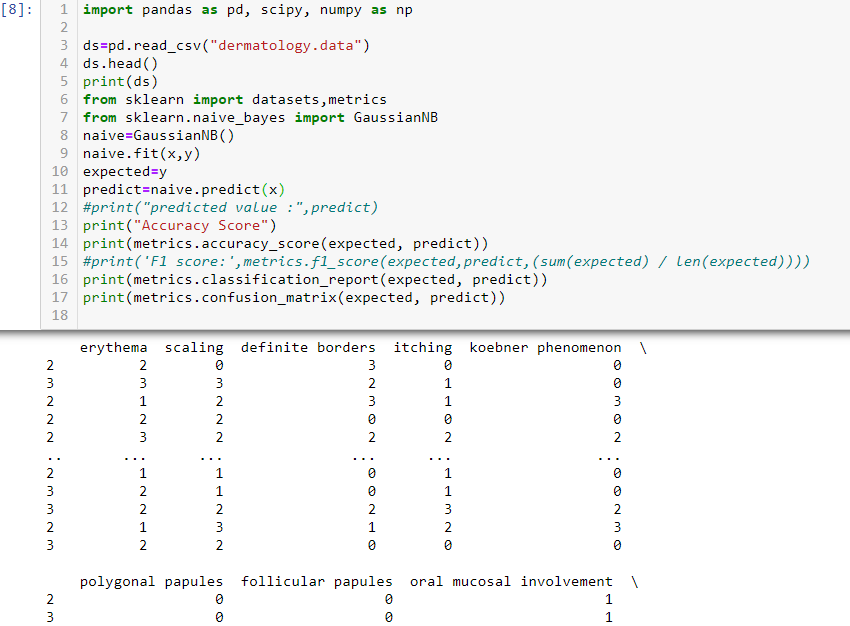 [8]:
1 import pandas as pd, scipy, numpy as np
2
3 ds=pd.read_csv("dermatology.data")
4 ds.head()
5 print(ds)
6 from sklearn import datasets,metrics
7 from sklearn.naive_bayes import GaussianNB
8 naive=GaussianNB()
9 naive.fit(x,y)
10 expected=y
11 predict=naive.predict(x)
12 #print("predicted value :",predict)
13 print("Accuracy Score")
14 print(metrics.accuracy_score(expected, predict))
15 #print('F1 score:',metrics.f1_score(expected,predict,(sum(expected) / len(expected))))
16 print(metrics.classification_report(expected, predict))
17 print(metrics.confusion_matrix(expected, predict))
18
erythema scaling definite borders itching koebner phenomenon \
2 2 0 3 0 0
3 3 3 2 1 0
2 1 2 3 1 3
2 2 2 0 0 0
2 3 2 2 2 2
.. ... ... ... ... ...
2 1 1 0 1 0
3 2 1 0 1 0
3 2 2 2 3 2
2 1 3 1 2 3
3 2 2 0 0 0
polygonal papules follicular papules oral mucosal involvement \
2 0 0 1
3 0 0 1